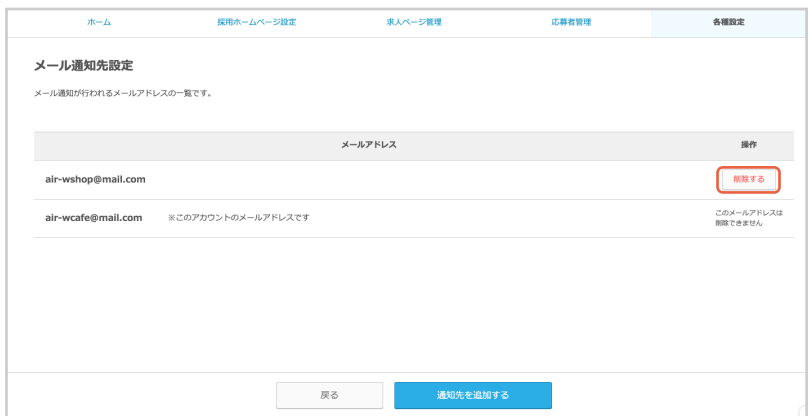 ホーム 採用ホームページ設定 求人ページ管理 応募者管理 各種設定
メール通知先設定
メール通知が行われるメールアドレスの一覧です。
メールアドレス 操作
air-wshop@mail.com 削除する
air-wcafe@mail.com ※このアカウントのメールアドレスです このメールアドレスは
削除できません
戻る 通知先を追加する